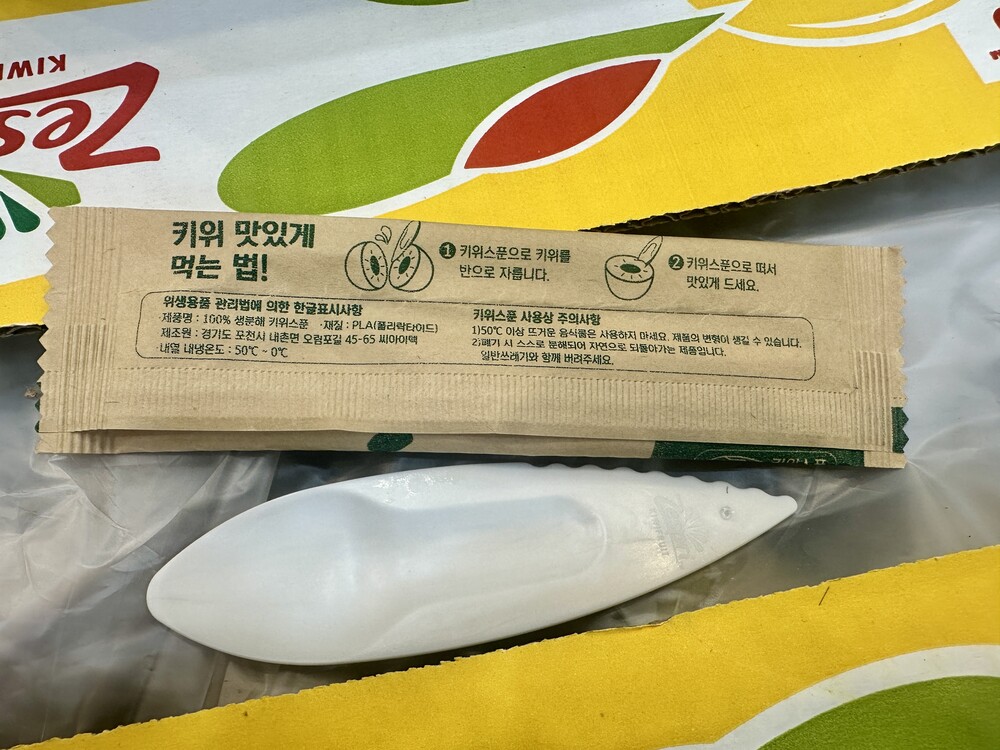 KIWI
Zes
키위 맛있게
먹는 법!
1 키위스푼으로 키위를
반으로 자릅니다.
2 키위스푼으로 떠서
맛있게 드세요.
위생용품 관리법에 의한 한글표시사항
·제품명 : 100% 생분해 키위스푼 ·재질 : PLA(폴리락타이드)
제조원 : 경기도 포천시 내촌면 오림포길 45-65 씨아이텍
·내열 내냉온도 : 50℃ ~ 0℃
키위스푼 사용상 주의사항
1)50℃ 이상 뜨거운 음식물은 사용하지 마세요. 제품의 변형이 생길 수 있습니다.
2)폐기 시 스스로 분해되어 자연으로 되돌아가는 제품입니다.
일반쓰레기와 함께 버려주세요.